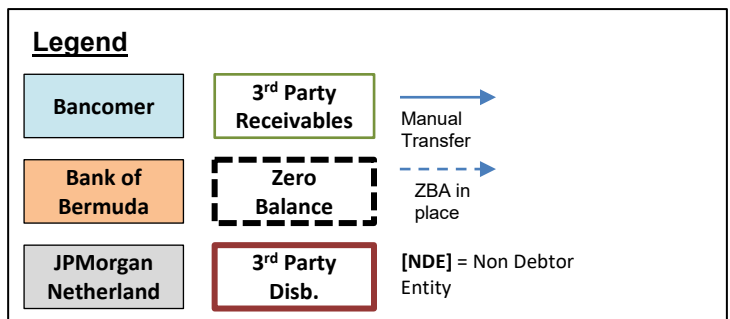 Legend
Bancomer
3rd Party
Receivables
Manual
Transfer
Bank of
Bermuda
Zero
Balance
ZBA in
place
JPMorgan
Netherland
3rd Party
Disb.
[NDE] = Non Debtor
Entity